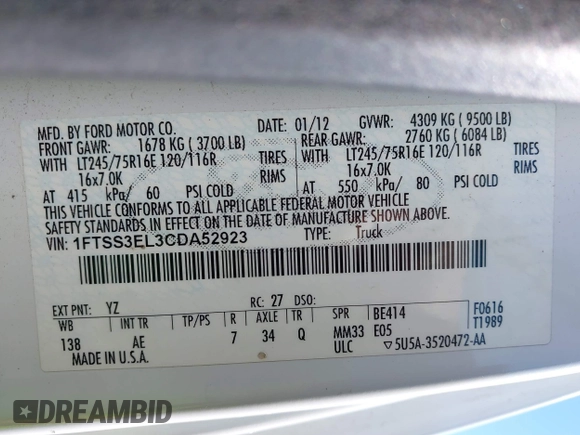 MFD. BY FORD MOTOR CO.
DATE: 01/12 GVWR: 4309 KG ( 9500 LB)
FRONT GAWR: 1678 KG ( 3700 LB) REAR GAWR: 2760 KG ( 6084 LB)
WITH LT245/75R16E 120/116R TIRES WITH LT245/75R16E 120/116R TIRES
16x7.0K RIMS 16x7.0K RIMS
AT 415 kPa/ 60 PSI COLD AT 550 kPa/ 80 PSI COLD
THIS VEHICLE CONFORMS TO ALL APPLICABLE FEDERAL MOTOR VEHICLE
SAFETY STANDARDS IN EFFECT ON THE DATE OF MANUFACTURE SHOWN ABOVE.
VIN: 1FTSS3EL3CDA52923 TYPE: Truck
EXT PNT: YZ RC: 27 DSO:
WB INT TR TP/PS R AXLE TR SPR BE414 F0616
138 AE 7 34 Q MM33 E05 T1989
MADE IN U.S.A. ULC ▽5U5A-3520472-AA
DREAMBID